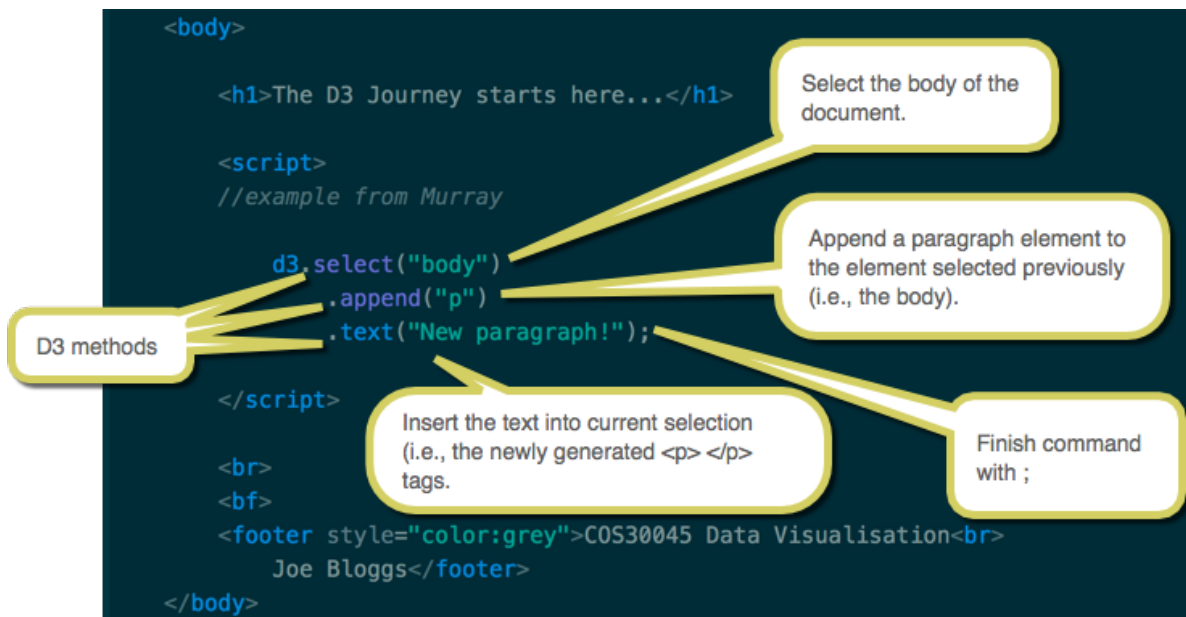 <body>
<h1>The D3 Journey starts here...</h1>
Select the body of the
document.
<script>
//example from Murray
d3.select("body")
.append("p")
.text("New paragraph!");
Append a paragraph element to
the element selected previously
(i.e., the body).
D3 methods
</script>
Insert the text into current selection
(i.e., the newly generated <p> </p>
tags.
Finish command
with ;
<br>
<bf>
<footer style="color:grey">COS30045 Data Visualisation<br>
Joe Bloggs</footer>
</body>